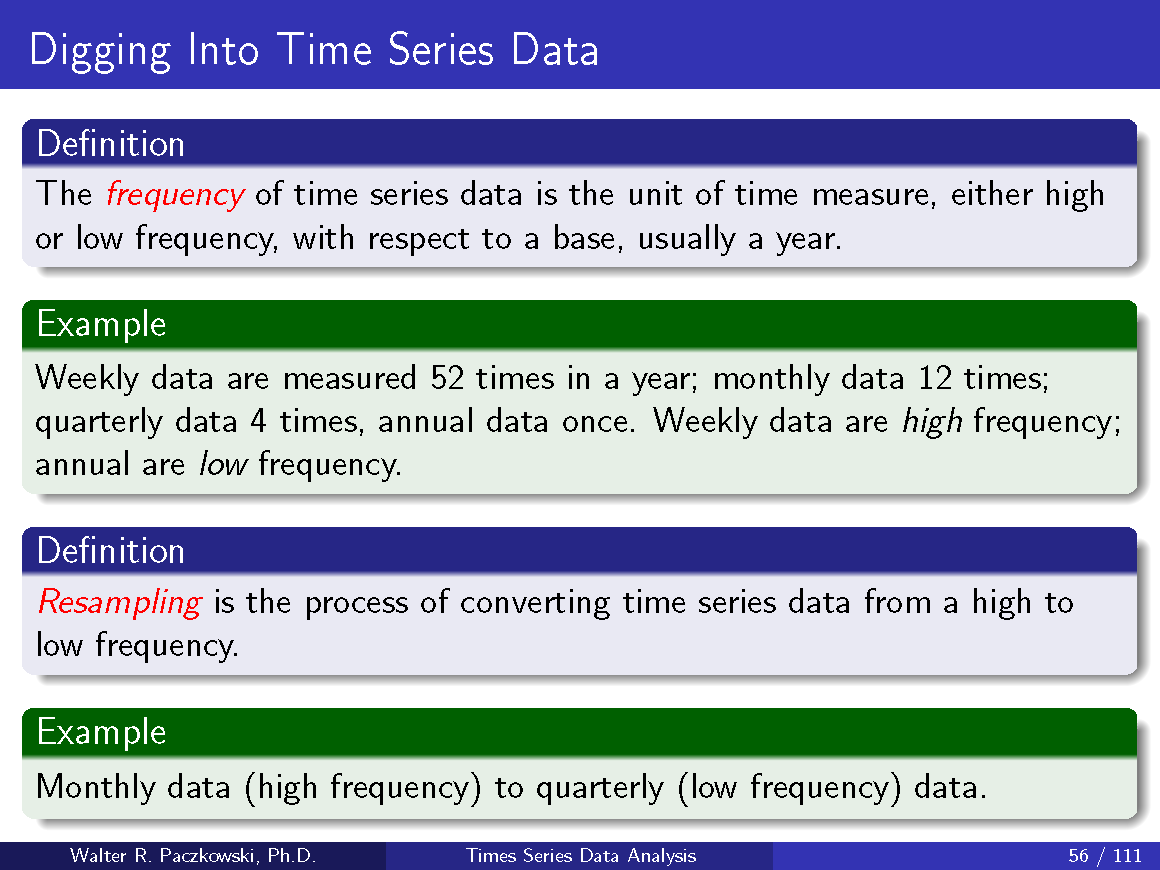 Digging Into Time Series Data
Definition
The frequency of time series data is the unit of time measure, either high
or low frequency, with respect to a base, usually a year.
Example
Weekly data are measured 52 times in a year; monthly data 12 times;
quarterly data 4 times, annual data once. Weekly data are high frequency;
annual are low frequency.
Definition
Resampling is the process of converting time series data from a high to
low frequency.
Example
Monthly data (high frequency) to quarterly (low frequency) data.
Walter R. Paczkowski, Ph.D.
Times Series Data Analysis
56 / 111